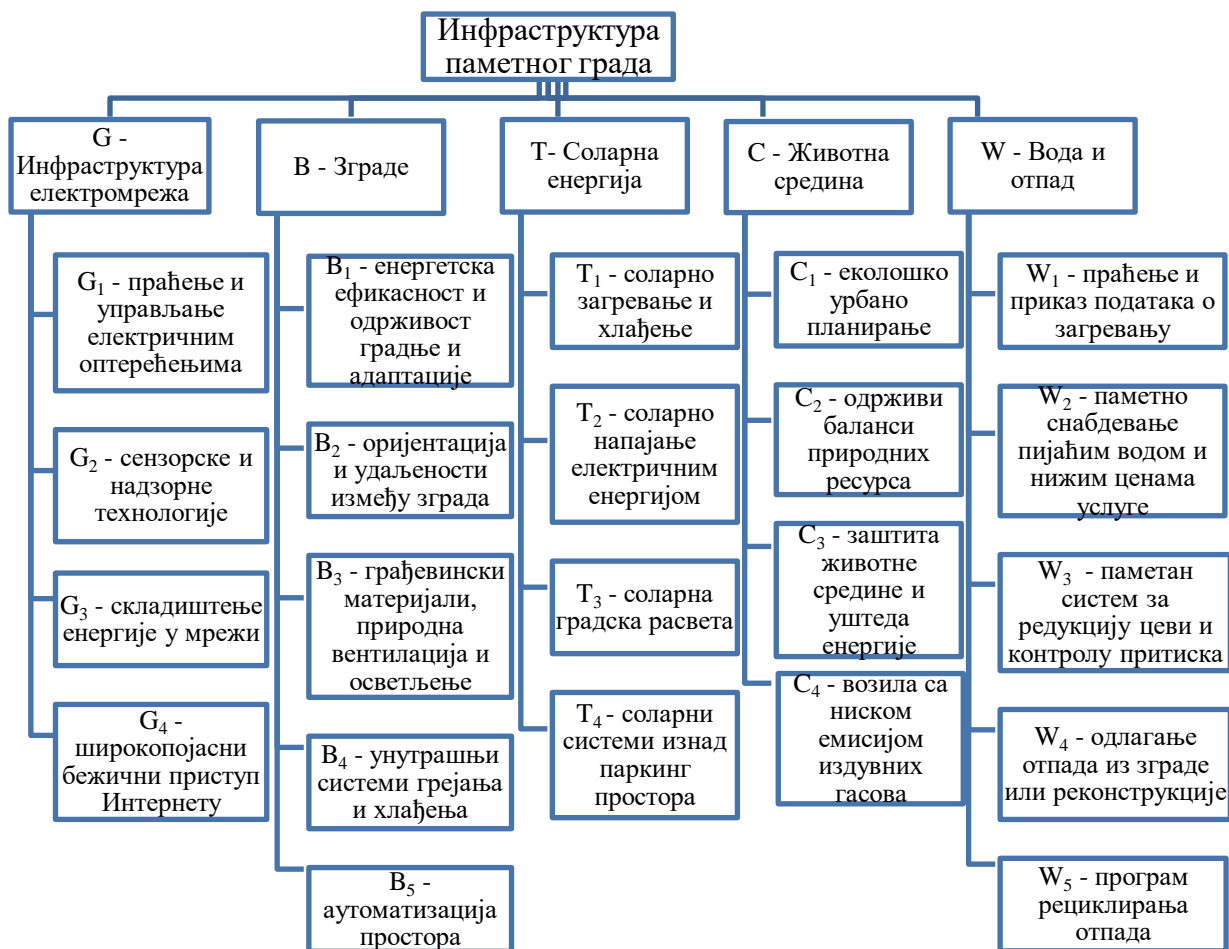 Инфраструктура
паметног града
G -
Инфраструктура
електромрежа
G₁ - праћење и
управљање
електричним
оптерећењима
G₂ - сензорске и
надзорне
технологије
G₃ - складиштење
енергије у мрежи
G₄ -
широкопојасни
бежични приступ
Интернету
B - Зграде
B₁ - енергетска
ефикасност и
одрживост
градње и
адаптације
B₂ - оријентација
и удаљености
између зграда
B₃ - грађевински
материјали,
природна
вентилација и
осветљење
B₄ - унутрашњи
системи грејања
и хлађења
B₅ -
аутоматизација
простора
T- Соларна
енергија
T₁ - соларно
загревање и
хлађење
T₂ - соларно
напајање
електричним
енергијом
T₃ - соларна
градска расвета
T₄ - соларни
системи изнад
паркинг
простора
C - Животна
средина
C₁ - еколошко
урбано
планирање
C₂ - одрживи
баланси
природних
ресурса
C₃ - заштита
животне
средине и
уштеда
енергије
C₄ - возила са
ниском
емисијом
издувних
гасова
W - Вода и
отпад
W₁ - праћење и
приказ података о
загревању
W₂ - паметно
снабдевање
пијаћим водом и
нижим ценама
услуге
W₃ - паметан
систем за
редукцију цеви и
контролу притиска
W₄ - одлагање
отпада из зграде
или реконструкције
W₅ - програм
рециклирања
отпада